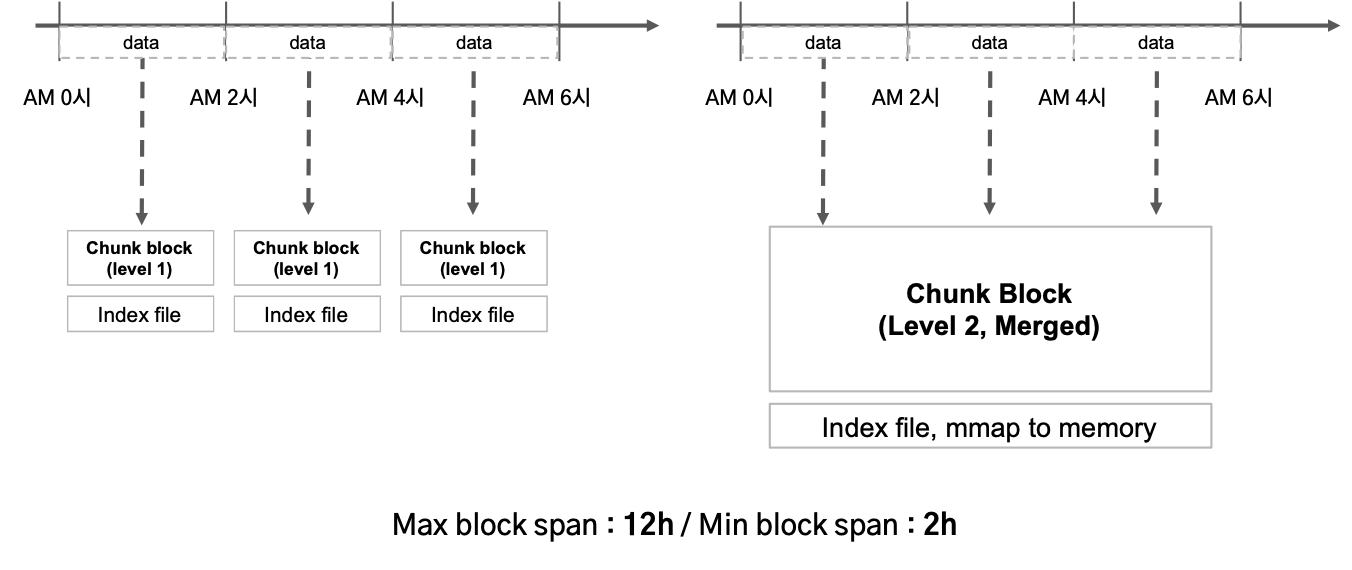 data data data
AM 0시 AM 2시 AM 4시 AM 6시
Chunk block
(level 1)
Chunk block
(level 1)
Chunk block
(level 1)
Index file
Index file
Index file
data data data
AM 0시 AM 2시 AM 4시 AM 6시
Chunk Block
(Level 2, Merged)
Index file, mmap to memory
Max block span : 12h / Min block span : 2h